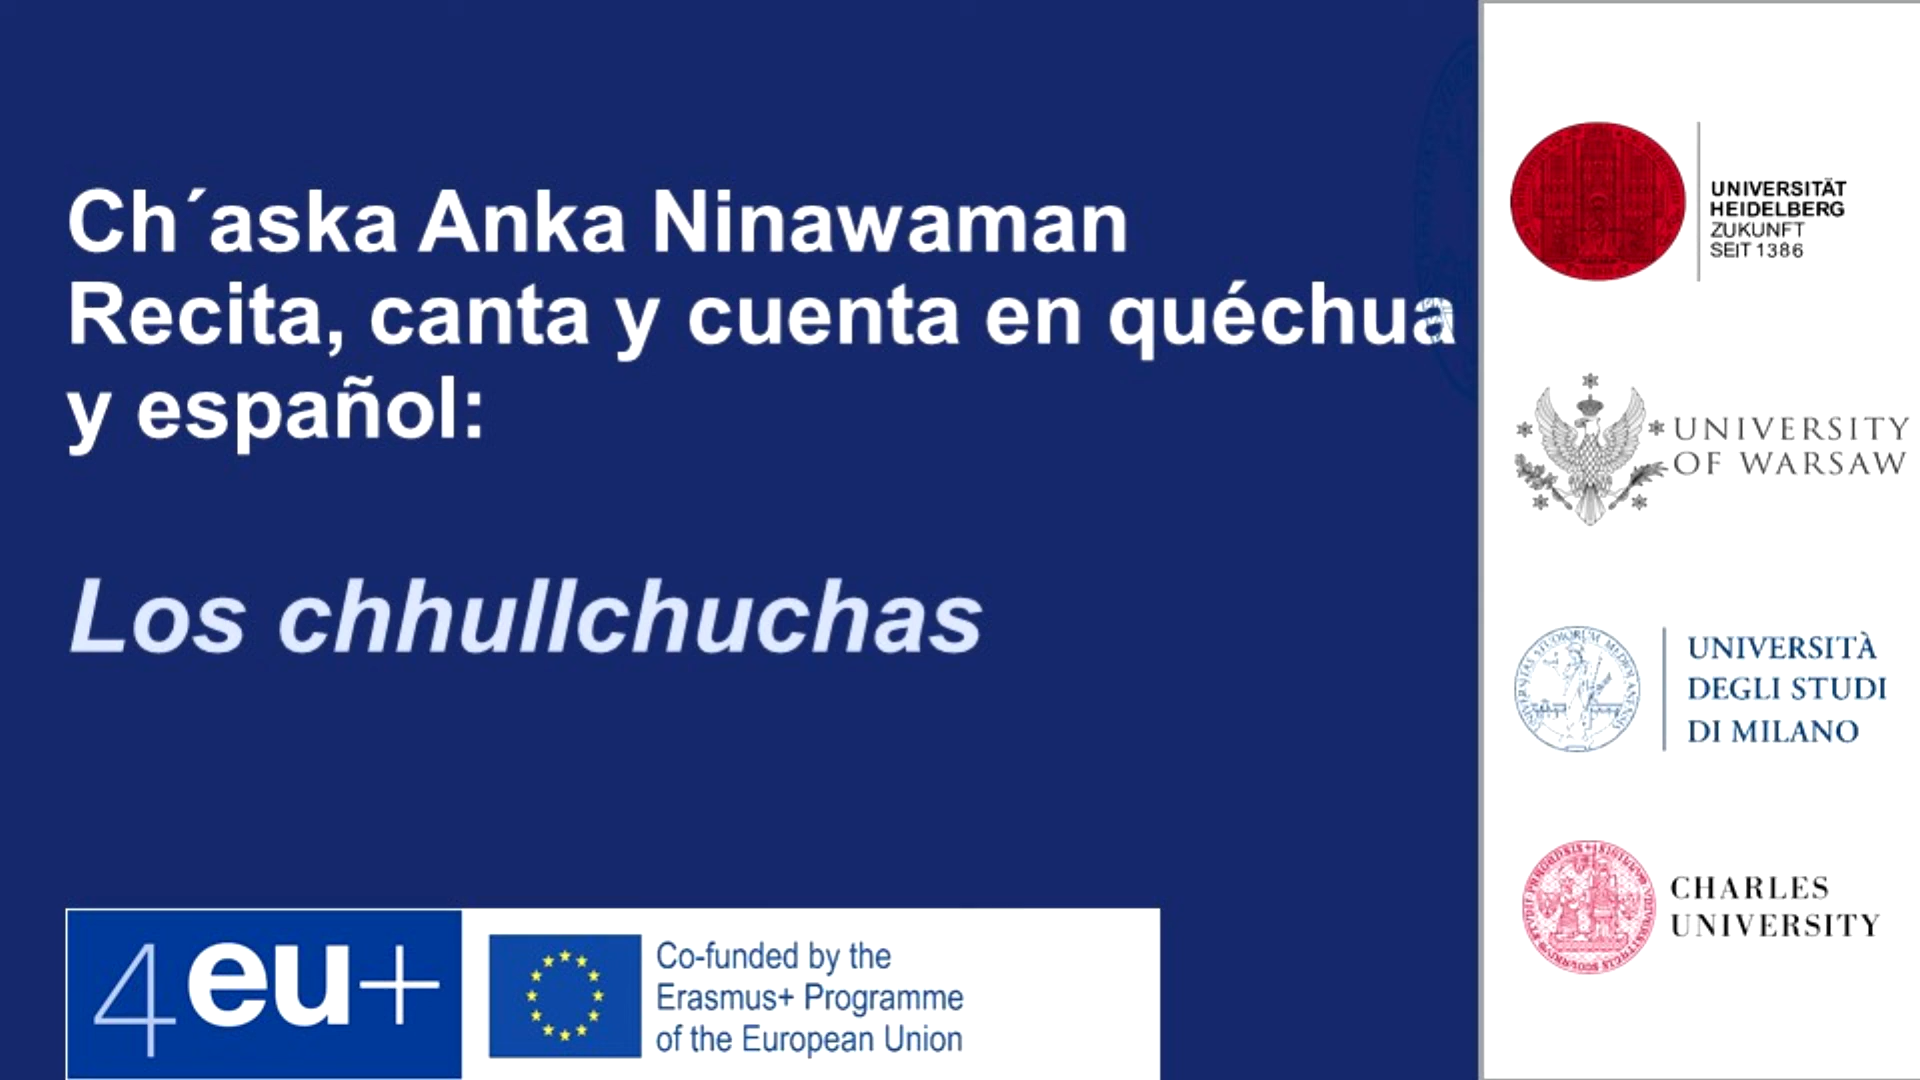 Ch´aska Anka Ninawaman
Recita, canta y cuenta en quéchua
y español:
Los chhullchuchas
4eu+
Co-funded by the
Erasmus+ Programme
of the European Union
UNIVERSITÄT
HEIDELBERG
ZUKUNFT
SEIT 1386
UNIVERSITY
OF WARSAW
UNIVERSITÀ
DEGLI STUDI
DI MILANO
CHARLES
UNIVERSITY